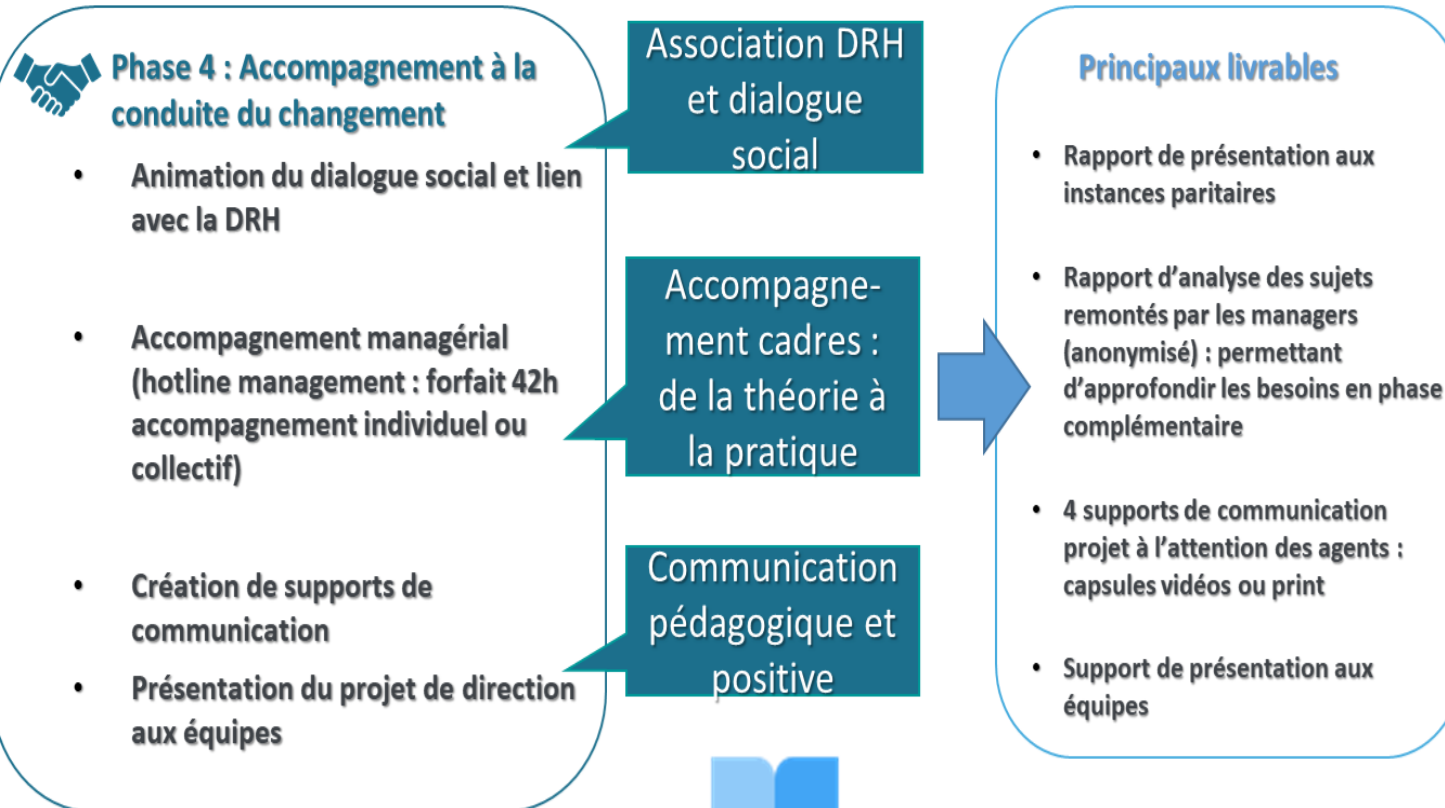 Phase 4 : Accompagnement à la
conduite du changement
• Animation du dialogue social et lien
avec la DRH
• Accompagnement managérial
(hotline management : forfait 42h
accompagnement individuel ou
collectif)
• Création de supports de
communication
• Présentation du projet de direction
aux équipes
Association DRH
et dialogue
social
Accompagne-
ment cadres :
de la théorie à
la pratique
Communication
pédagogique et
positive
Principaux livrables
• Rapport de présentation aux
instances paritaires
• Rapport d’analyse des sujets
remontés par les managers
(anonymisé) : permettant
d’approfondir les besoins en phase
complémentaire
• 4 supports de communication
projet à l’attention des agents :
capsules vidéos ou print
• Support de présentation aux
équipes